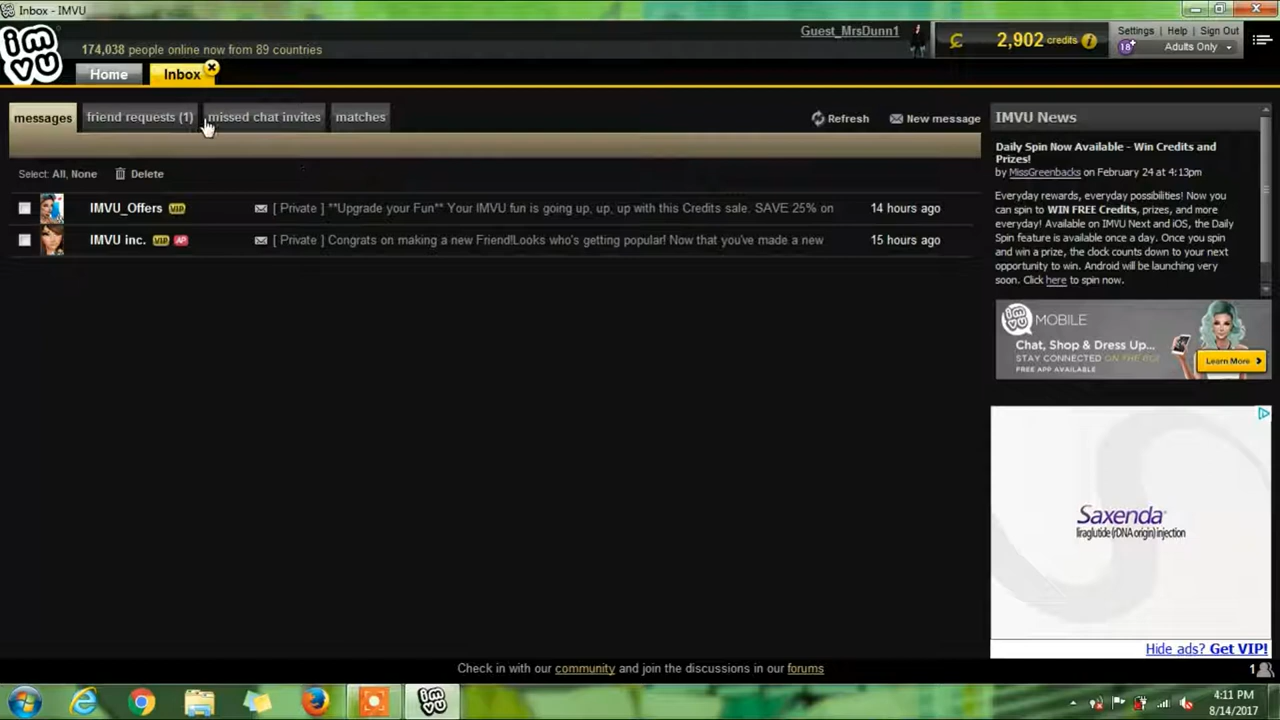 Inbox - IMVU
imvu
174,038 people online now from 89 countries
Guest_MrsDunn1
2,902 credits
Settings | Help | Sign Out
18+ Adults Only
Home
Inbox
messages
friend requests (1)
missed chat invites
matches
Refresh
New message
Select: All, None
Delete
IMVU_Offers VIP
[ Private ] **Upgrade your Fun** Your IMVU fun is going up, up, up with this Credits sale. SAVE 25% on
14 hours ago
IMVU inc. VIP AP
[ Private ] Congrats on making a new Friend!Looks who's getting popular! Now that you've made a new
15 hours ago
IMVU News
Daily Spin Now Available - Win Credits and
Prizes!
by MissGreenbacks on February 24 at 4:13pm
Everyday rewards, everyday possibilities! Now you
can spin to WIN FREE Credits, prizes, and more
everyday! Available on IMVU Next and iOS, the Daily
Spin feature is available once a day. Once you spin
and win a prize, the clock counts down to your next
opportunity to win. Android will be launching very
soon. Click here to spin now.
imvu MOBILE
Chat, Shop & Dress Up...
STAY CONNECTED ON THE GO!
FREE APP AVAILABLE
Learn More
Saxenda
liraglutide (rDNA origin) injection
Hide ads? Get VIP!
Check in with our community and join the discussions in our forums
1
imvu
4:11 PM
8/14/2017